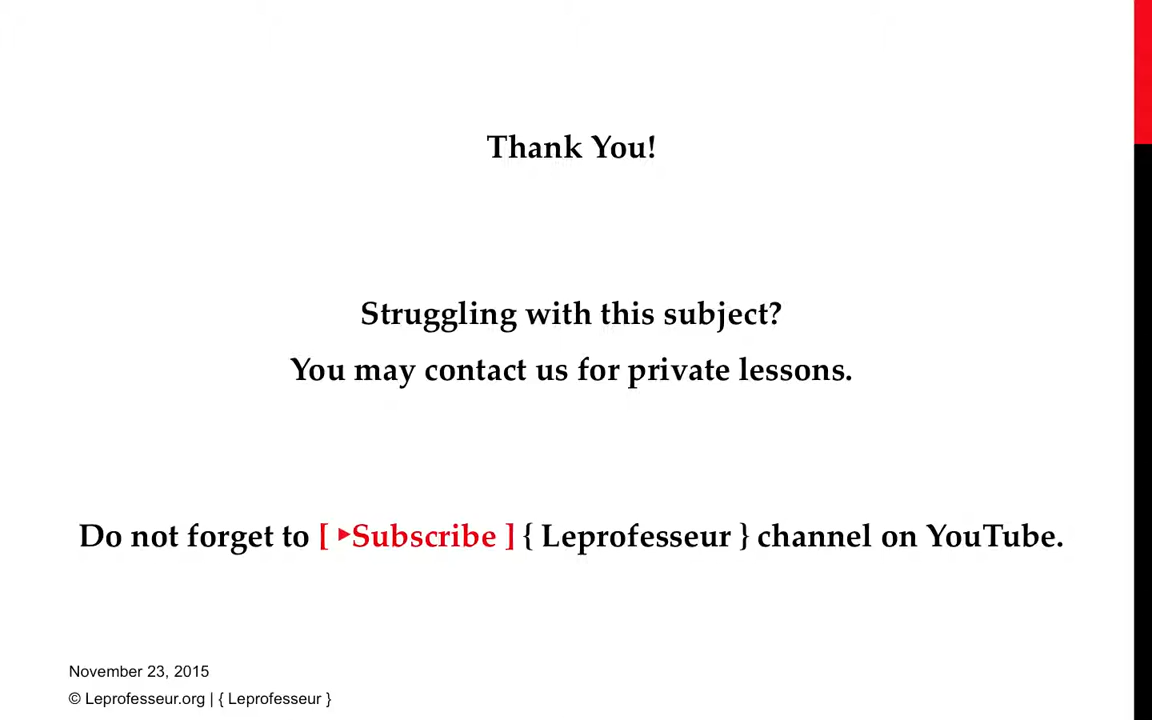 Thank You!
Struggling with this subject?
You may contact us for private lessons.
Do not forget to [ ‣Subscribe ] { Leprofesseur } channel on YouTube.
November 23, 2015
© Leprofesseur.org | { Leprofesseur }